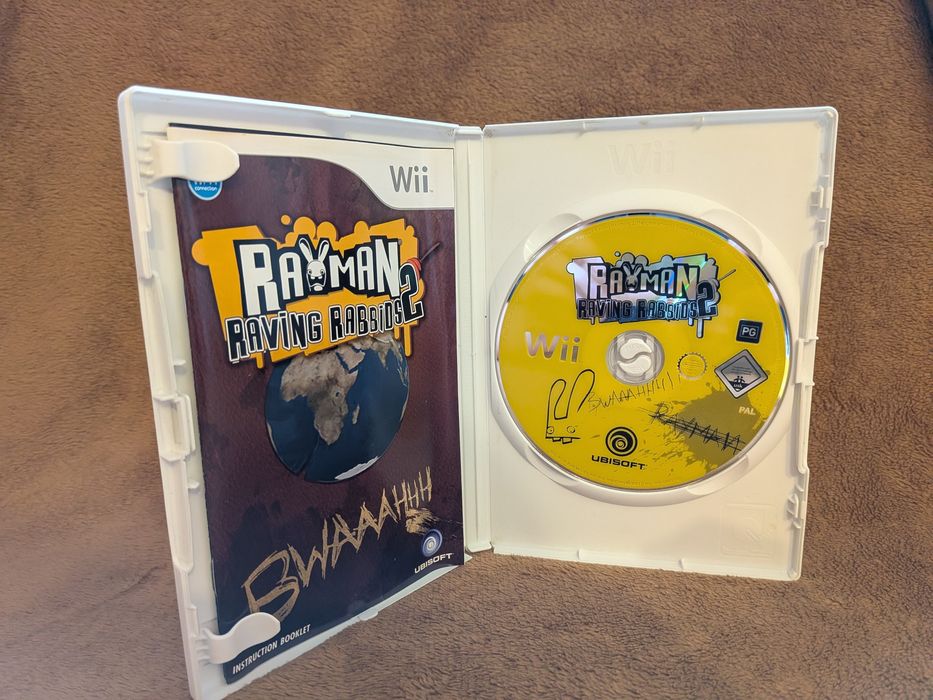 Wii
connection
RAYMAN
RAVING RABBIDS 2
BWAAAHHH
UBISOFT
INSTRUCTION BOOKLET
Wii
RAYMAN
RAVING RABBIDS 2
PG
Wii
BWAAAHHH
RAYMAN
PAL
UBISOFT